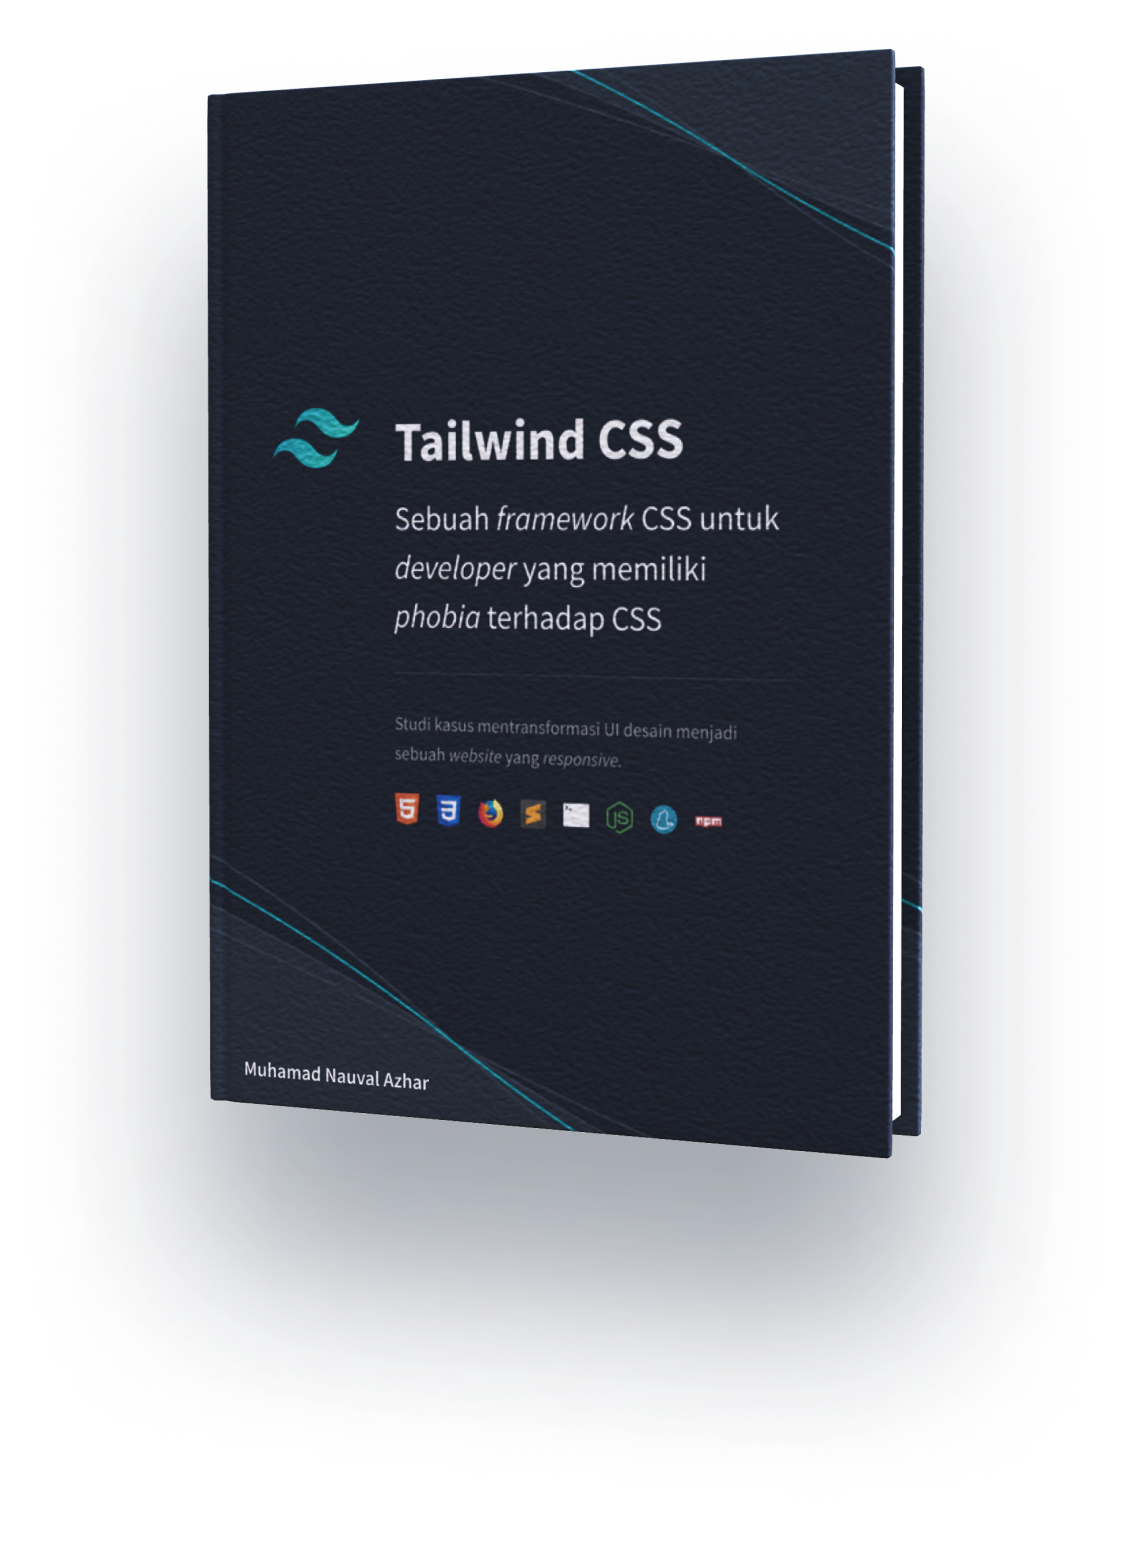 Tailwind CSS
Sebuah framework CSS untuk
developer yang memiliki
phobia terhadap CSS
Studi kasus mentransformasi UI desain menjadi
sebuah website yang responsive.
5 3 S >_ JS npm
Muhamad Nauval Azhar